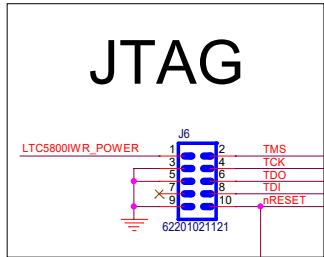 JTAG
J6
LTC5800IWR_POWER 1 2 TMS
3 4 TCK
5 6 TDO
7 8 TDI
9 10 nRESET
62201021121